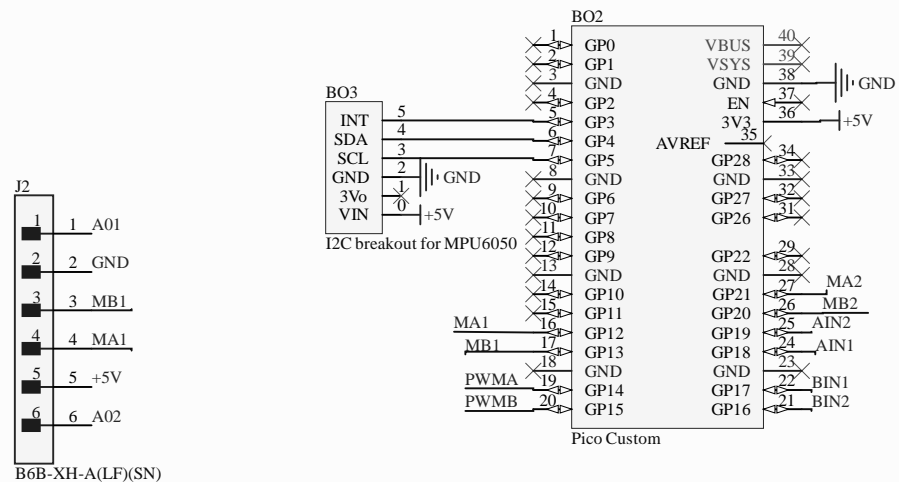 BO2
1 GP0 VBUS 40
2 GP1 VSYS 39
3 GND GND 38 GND
4 GP2 EN 37
5 GP3 3V3 36 +5V
6 GP4 AVREF 35
7 GP5 GP28 34
8 GND GND 33
9 GP6 GP27 32
10 GP7 GP26 31
11 GP8
12 GP9 GP22 29
13 GND GND 28
14 GP10 GP21 27 MA2
15 GP11 GP20 26 MB2
MA1 16 GP12 GP19 25 AIN2
MB1 17 GP13 GP18 24 AIN1
18 GND GND 23
PWMA 19 GP14 GP17 22 BIN1
PWMB 20 GP15 GP16 21 BIN2
Pico Custom
BO3
INT 5
SDA 4
SCL 3
GND 2 GND
3Vo 1
VIN 0 +5V
I2C breakout for MPU6050
J2
1 1 A01
2 2 GND
3 3 MB1
4 4 MA1
5 5 +5V
6 6 A02
B6B-XH-A(LF)(SN)